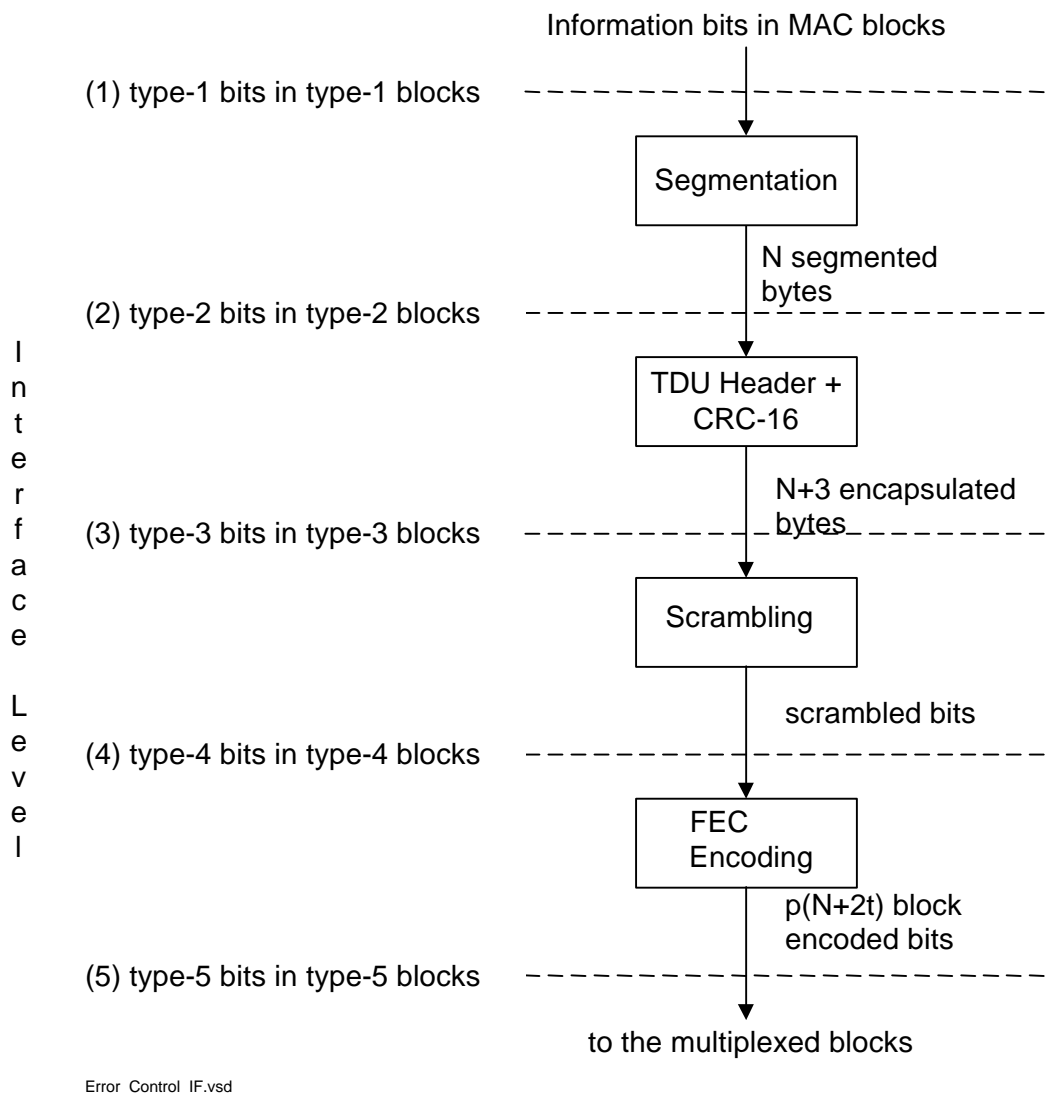 Information bits in MAC blocks
(1) type-1 bits in type-1 blocks
Segmentation
N segmented
bytes
(2) type-2 bits in type-2 blocks
TDU Header +
CRC-16
N+3 encapsulated
bytes
(3) type-3 bits in type-3 blocks
Scrambling
scrambled bits
(4) type-4 bits in type-4 blocks
FEC
Encoding
p(N+2t) block
encoded bits
(5) type-5 bits in type-5 blocks
to the multiplexed blocks
Interface Level
Error_Control_IF.vsd